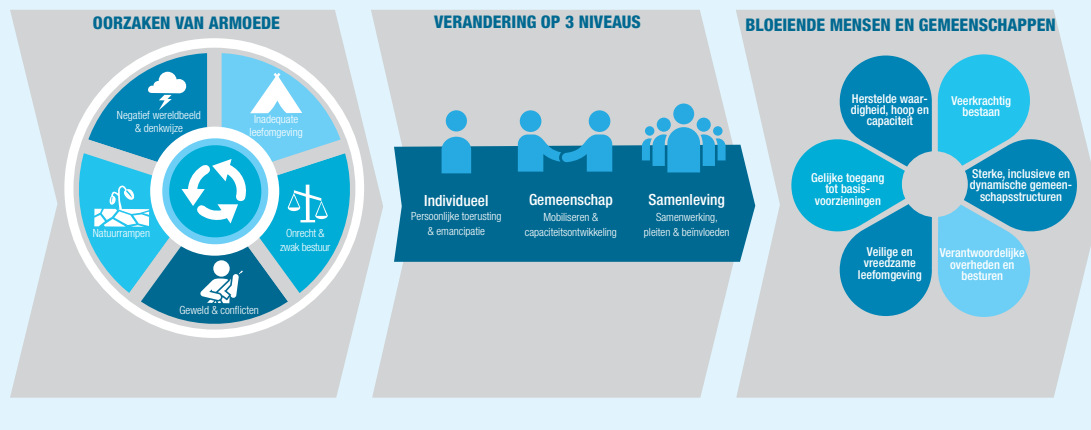 OORZAKEN VAN ARMOEDE
Negatief wereldbeeld
& denkwijze
Inadequate
leefomgeving
Natuurrampen
Onrecht &
zwak bestuur
Geweld & conflicten
VERANDERING OP 3 NIVEAUS
Individueel
Persoonlijke toerusting
& emancipatie
Gemeenschap
Mobiliseren &
capaciteitsontwikkeling
Samenleving
Samenwerking,
pleiten & beïnvloeden
BLOEIENDE MENSEN EN GEMEENSCHAPPEN
Herstelde waar-
digheid, hoop en
capaciteit
Veerkrachtig
bestaan
Gelijke toegang
tot basis-
voorzieningen
Sterke, inclusieve en
dynamische gemeen-
schapsstructuren
Veilige en
vreedzame
leefomgeving
Verantwoordelijke
overheden en
besturen